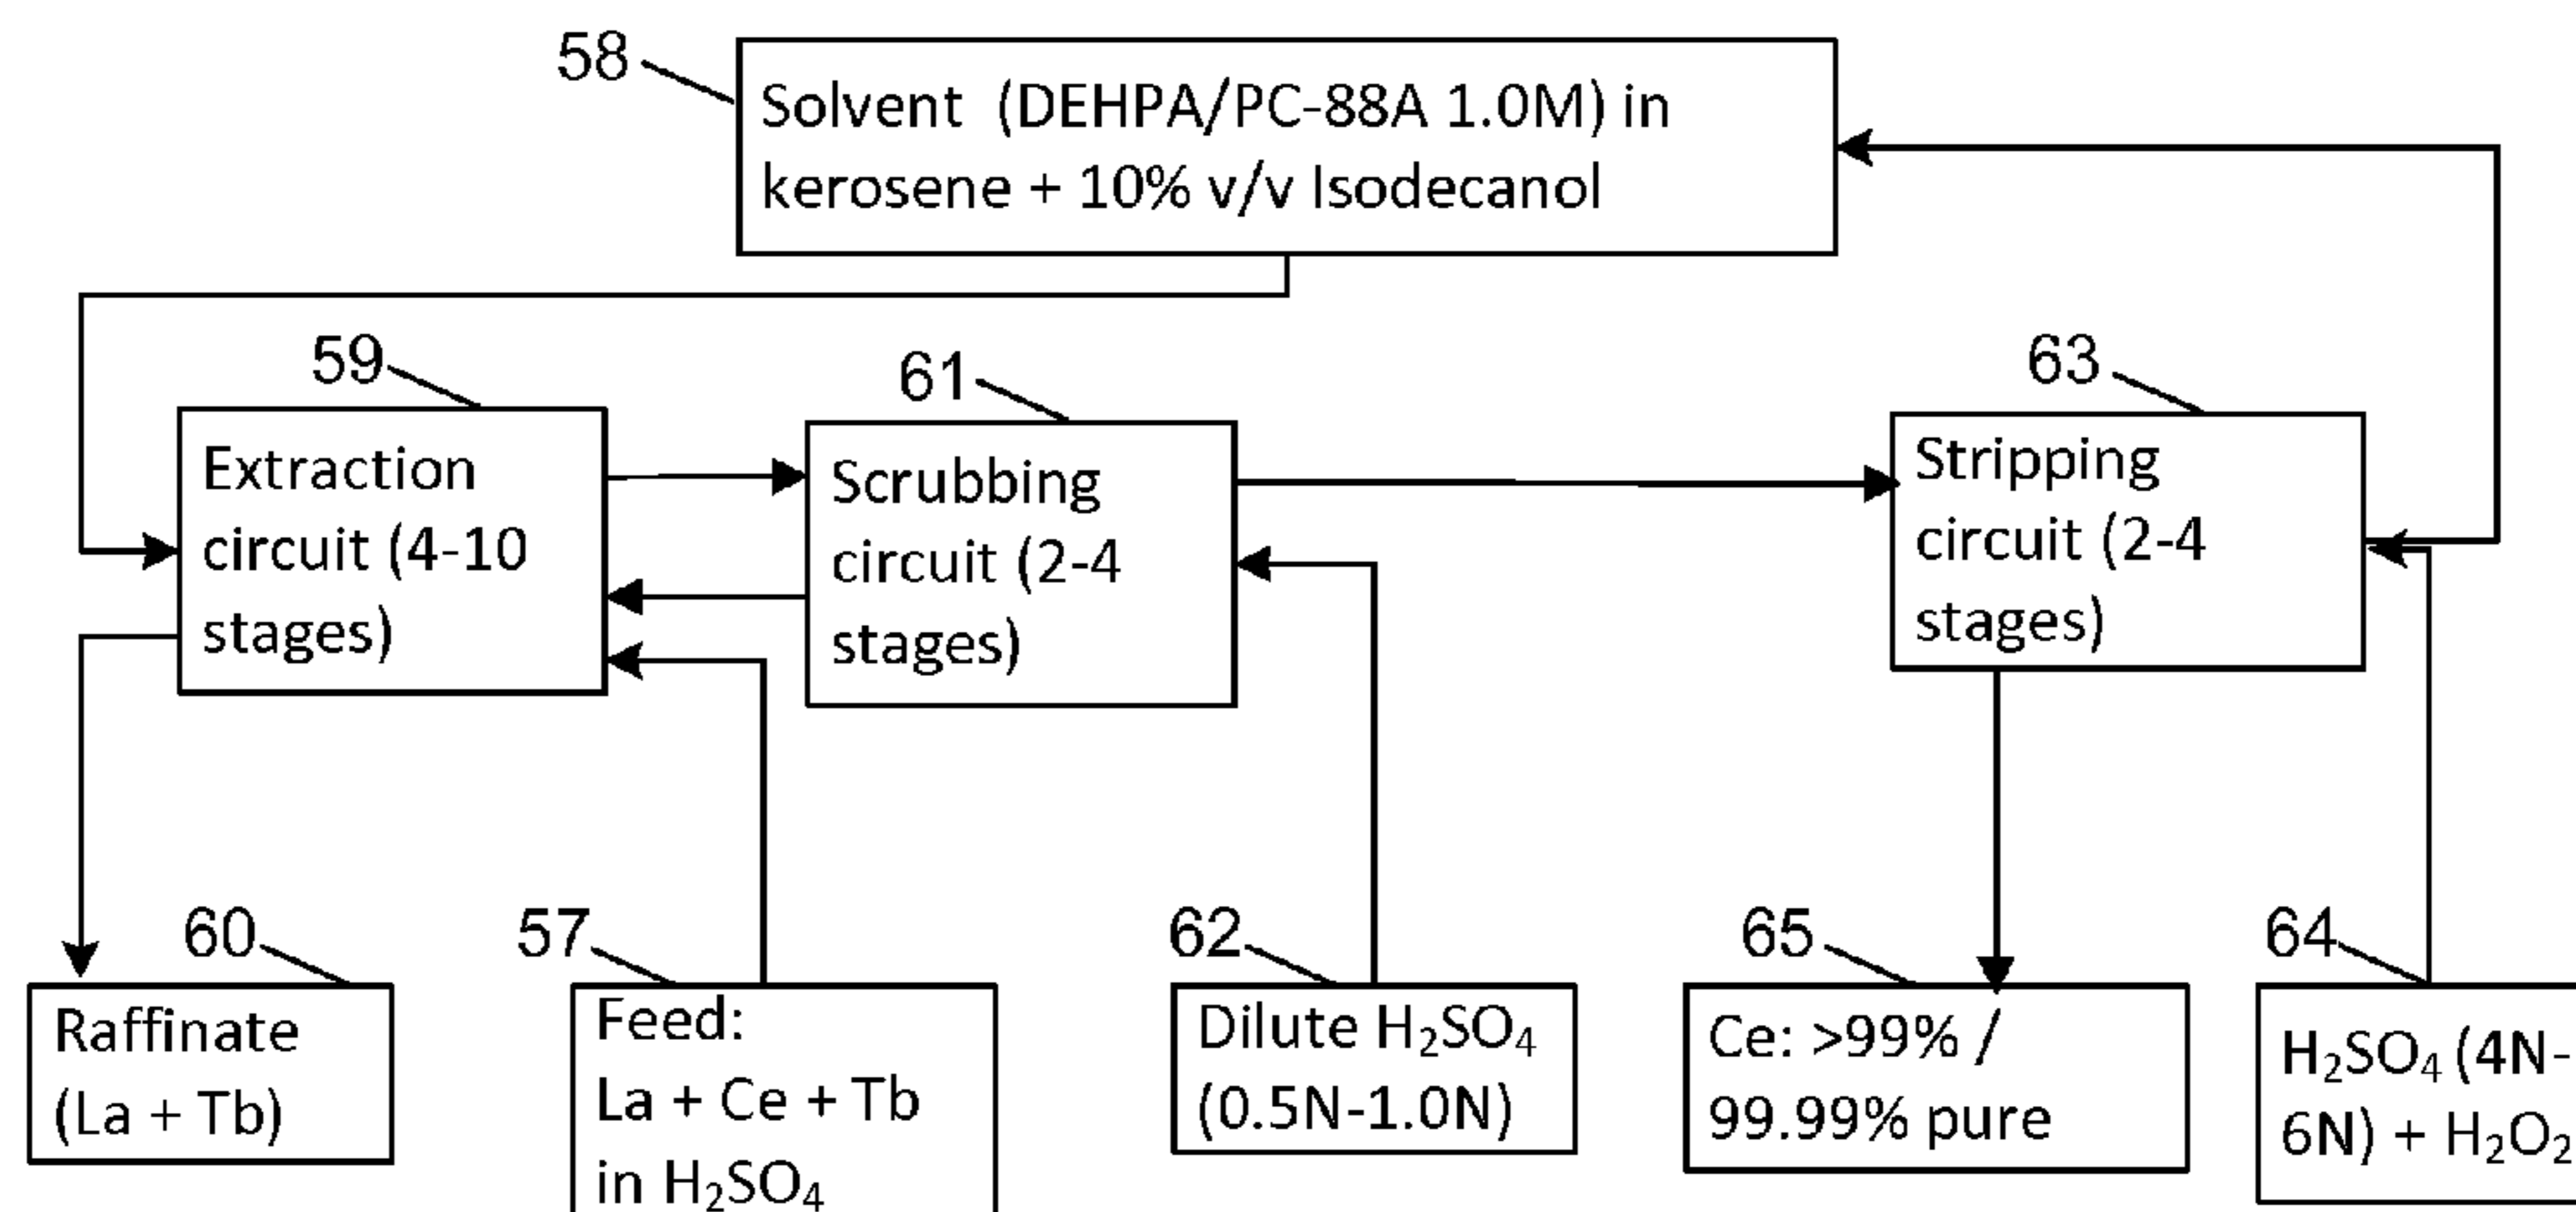 58
Solvent (DEHPA/PC-88A 1.0M) in
kerosene + 10% v/v Isodecanol
59
Extraction
circuit (4-10
stages)
61
Scrubbing
circuit (2-4
stages)
63
Stripping
circuit (2-4
stages)
60
Raffinate
(La + Tb)
57
Feed:
La + Ce + Tb
in H₂SO₄
62
Dilute H₂SO₄
(0.5N-1.0N)
65
Ce: >99% /
99.99% pure
64
H₂SO₄ (4N-
6N) + H₂O₂